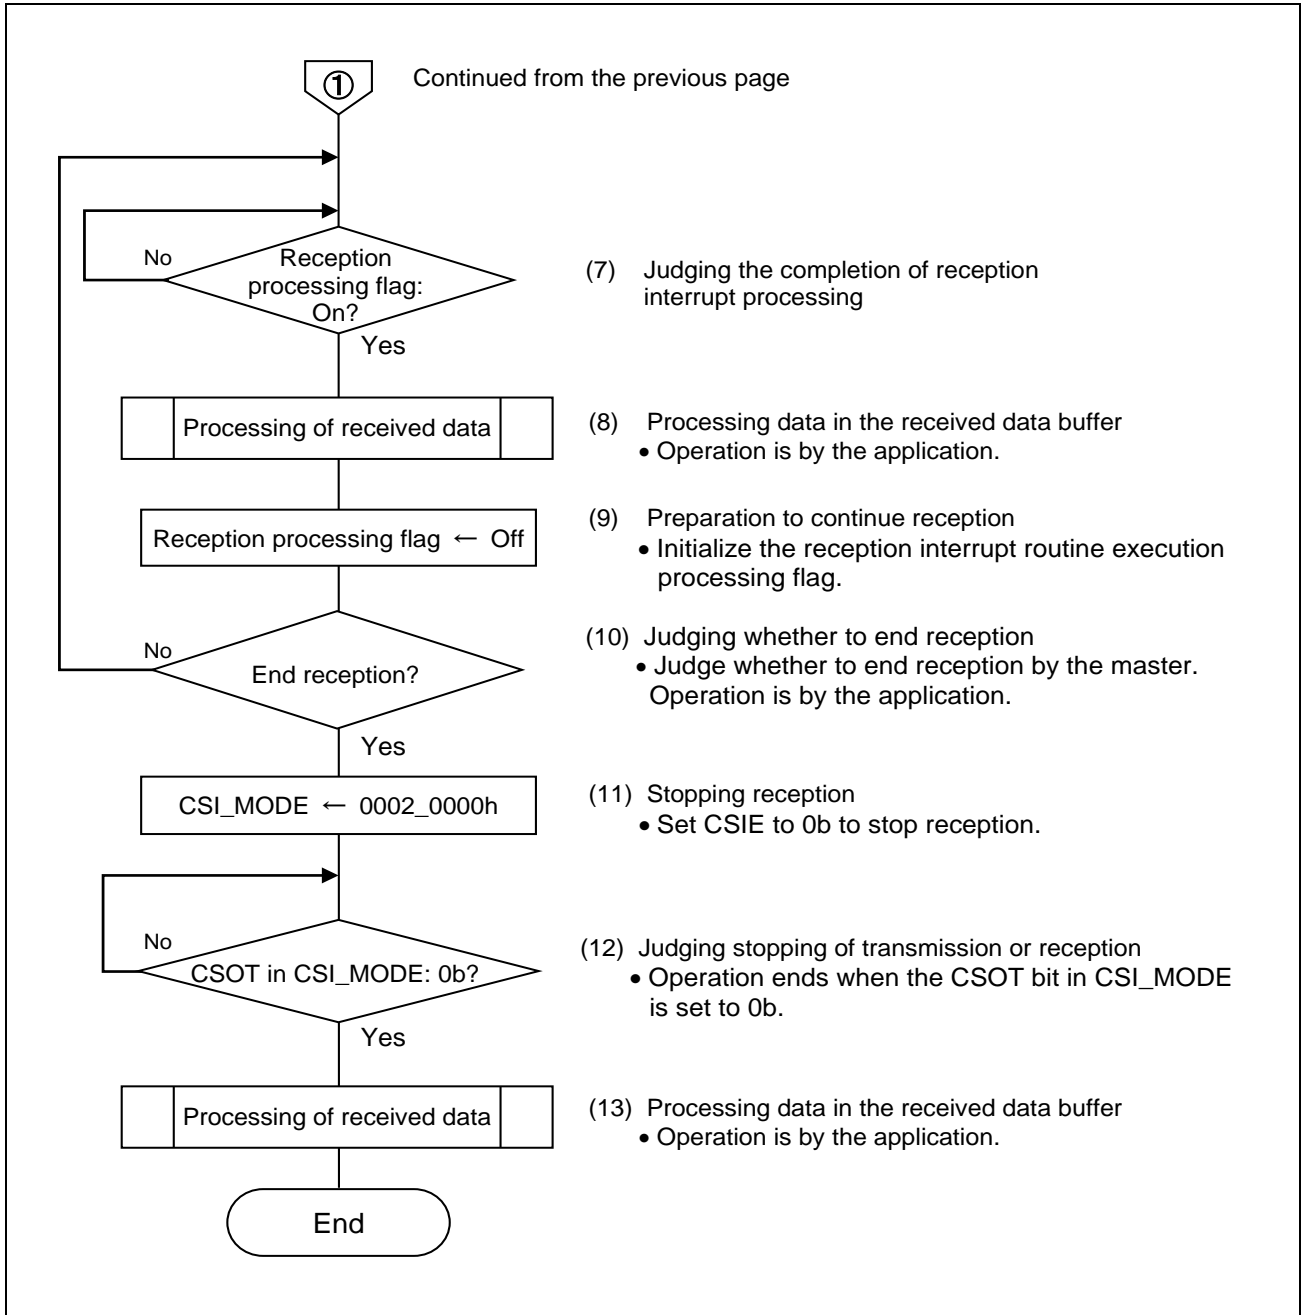 ① Continued from the previous page
No
Reception
processing flag:
On?
Yes
(7) Judging the completion of reception
interrupt processing
Processing of received data
(8) Processing data in the received data buffer
• Operation is by the application.
Reception processing flag ← Off
(9) Preparation to continue reception
• Initialize the reception interrupt routine execution
processing flag.
No
End reception?
Yes
(10) Judging whether to end reception
• Judge whether to end reception by the master.
Operation is by the application.
CSI_MODE ← 0002_0000h
(11) Stopping reception
• Set CSIE to 0b to stop reception.
No
CSOT in CSI_MODE: 0b?
Yes
(12) Judging stopping of transmission or reception
• Operation ends when the CSOT bit in CSI_MODE
is set to 0b.
Processing of received data
(13) Processing data in the received data buffer
• Operation is by the application.
End